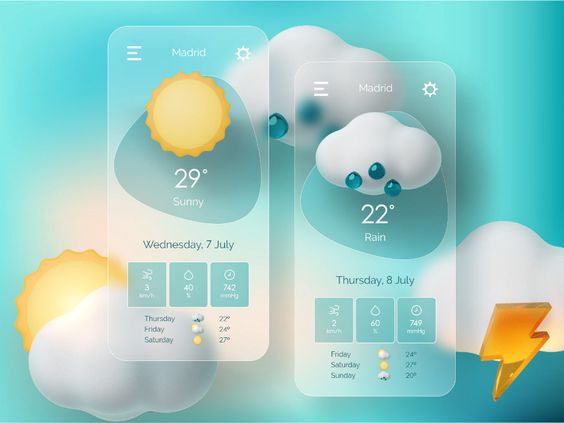 Madrid
29°
Sunny
Wednesday, 7 July
3 40 742
km/h % mmHg
Thursday 22°
Friday 24°
Saturday 27°
Madrid
22°
Rain
Thursday, 8 July
2 60 749
km/h % mmHg
Friday 24°
Saturday 27°
Sunday 20°